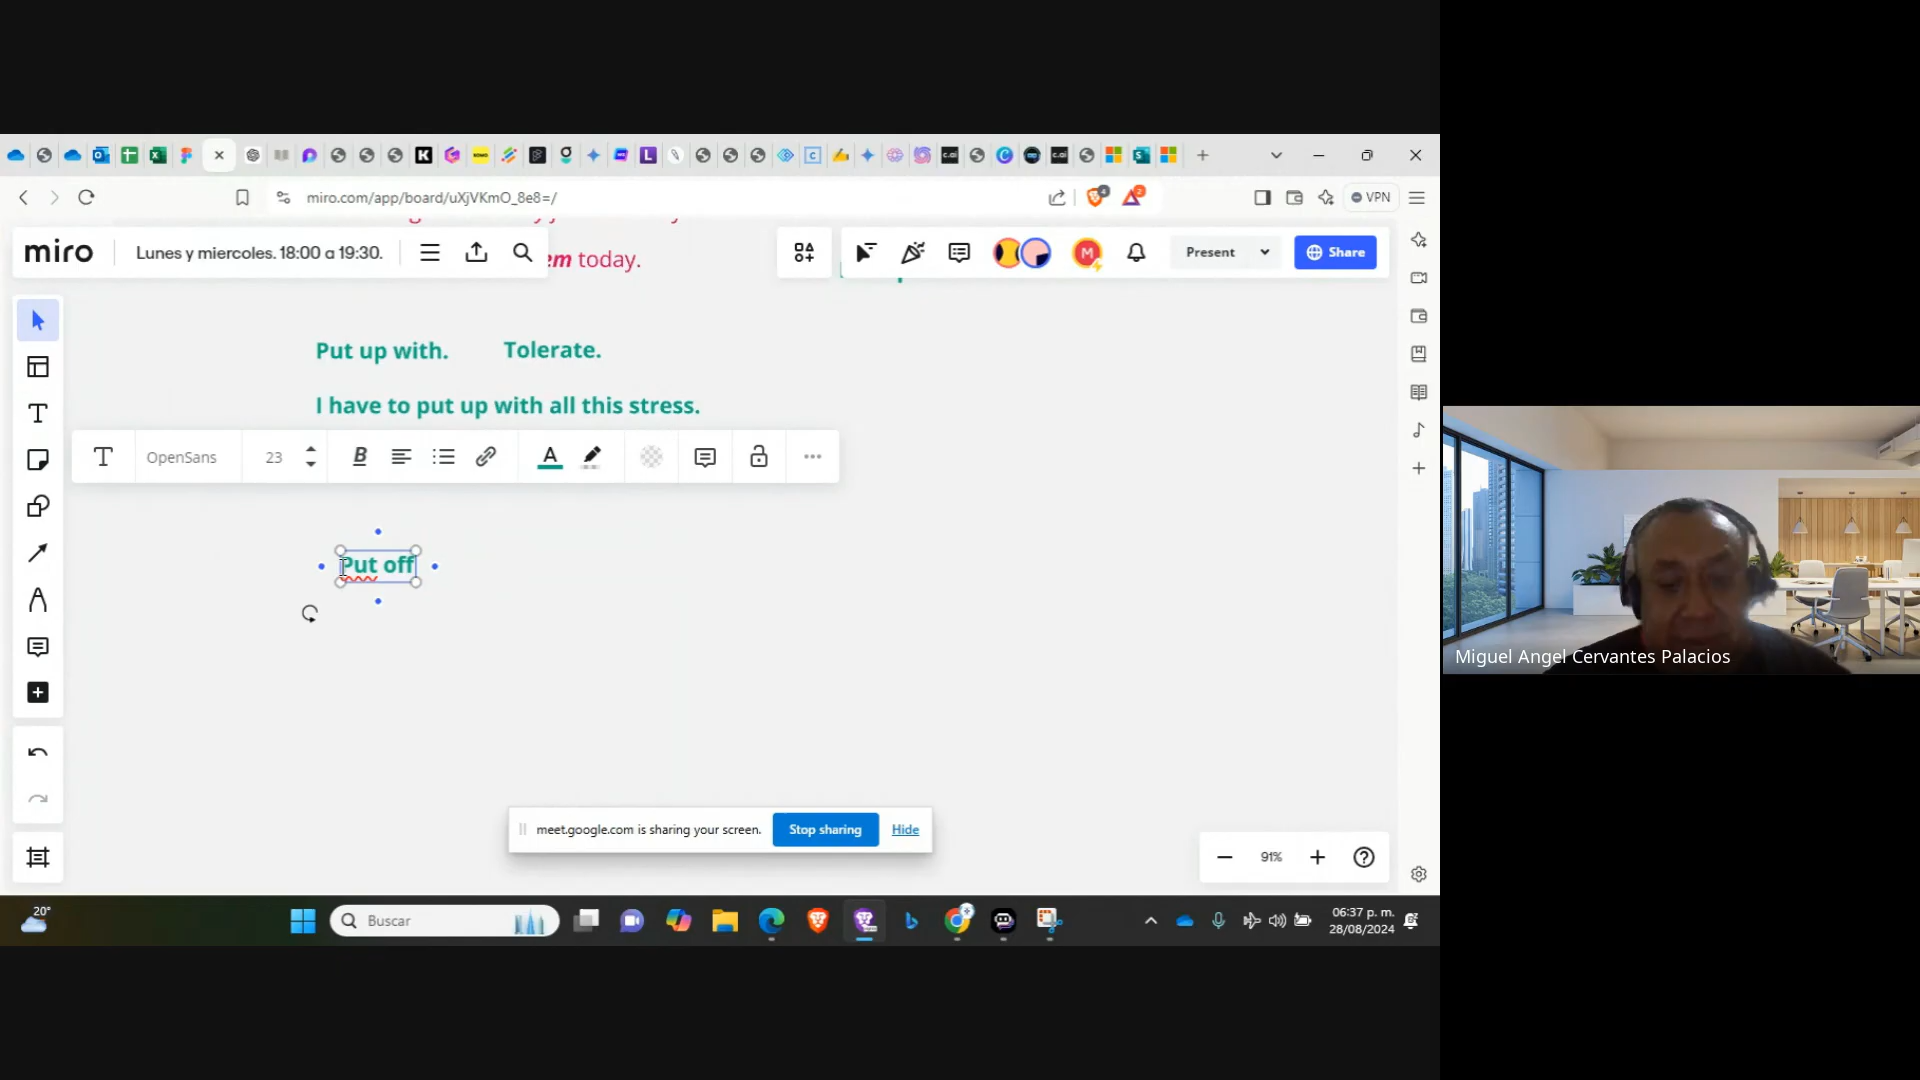 miro.com/app/board/uXjVKmO_8e8=/
VPN
miro
Lunes y miercoles. 18:00 a 19:30.
em today.
Present
Share
Put up with.
Tolerate.
I have to put up with all this stress.
OpenSans
23
Put off
meet.google.com is sharing your screen.
Stop sharing
Hide
91%
Miguel Angel Cervantes Palacios
20°
Buscar
06:37 p. m.
28/08/2024